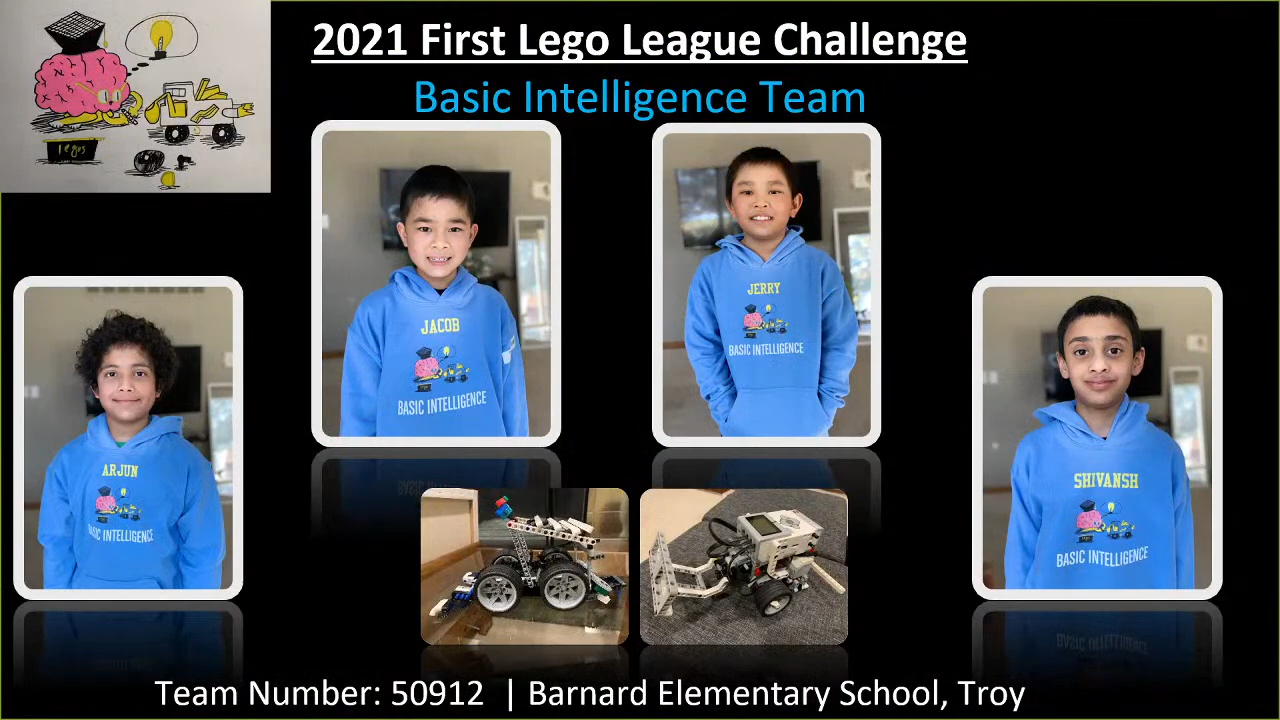 2021 First Lego League Challenge
Basic Intelligence Team
legos
JACOB
BASIC INTELLIGENCE
JERRY
BASIC INTELLIGENCE
ARJUN
BASIC INTELLIGENCE
SHIVANSH
BASIC INTELLIGENCE
Team Number: 50912 | Barnard Elementary School, Troy